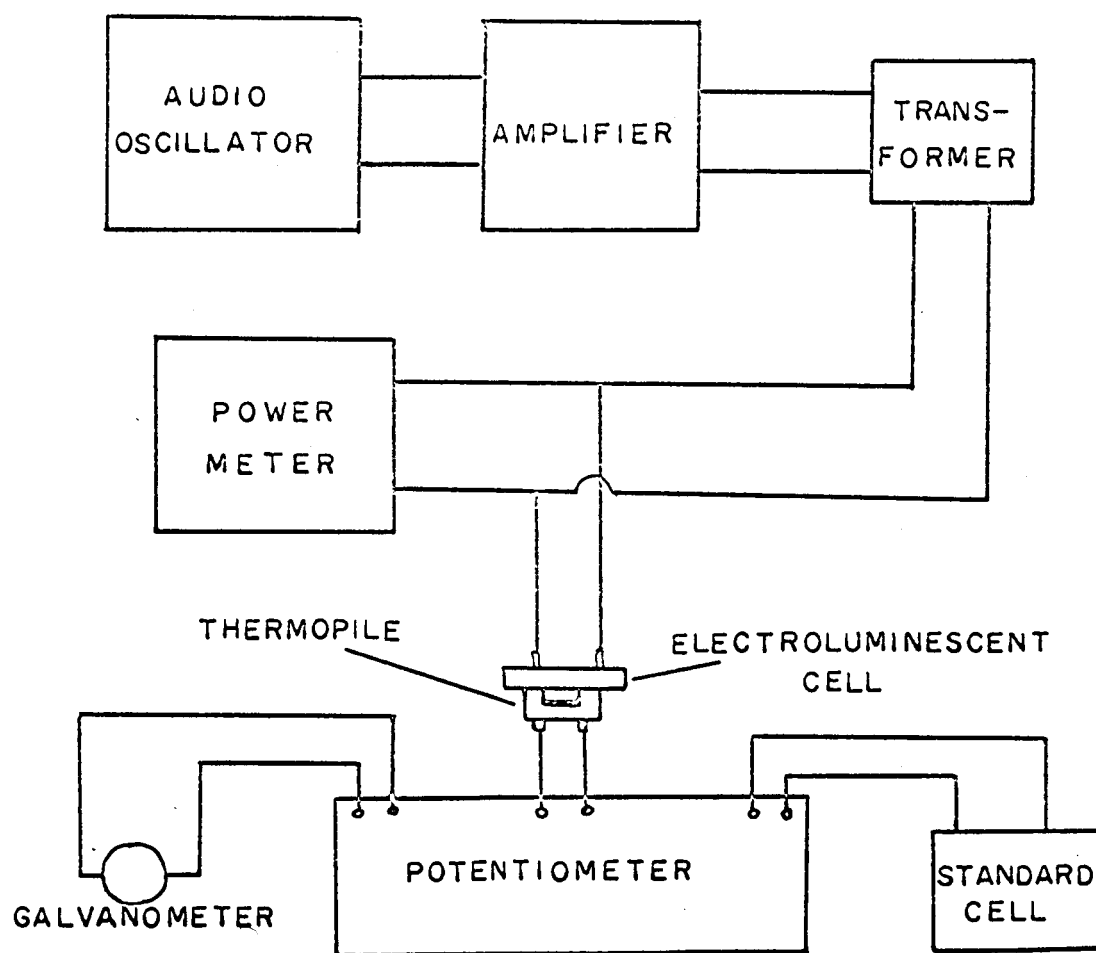 AUDIO
OSCILLATOR
AMPLIFIER
TRANS-
FORMER
POWER
METER
THERMOPILE
ELECTROLUMINESCENT
CELL
POTENTIOMETER
GALVANOMETER
STANDARD
CELL